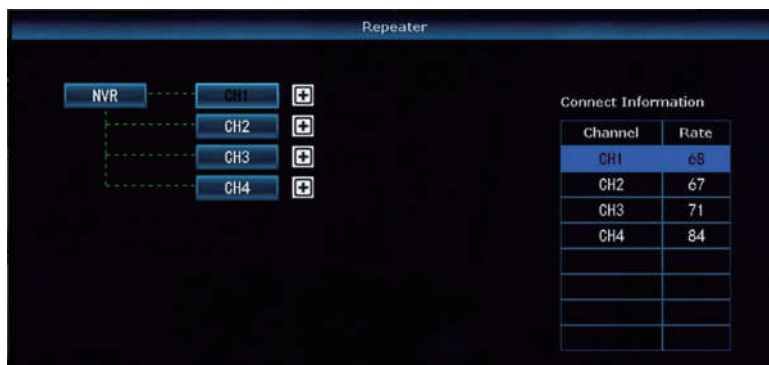 Repeater
NVR CH1
CH2
CH3
CH4
Connect Information
Channel Rate
CH1 68
CH2 67
CH3 71
CH4 84